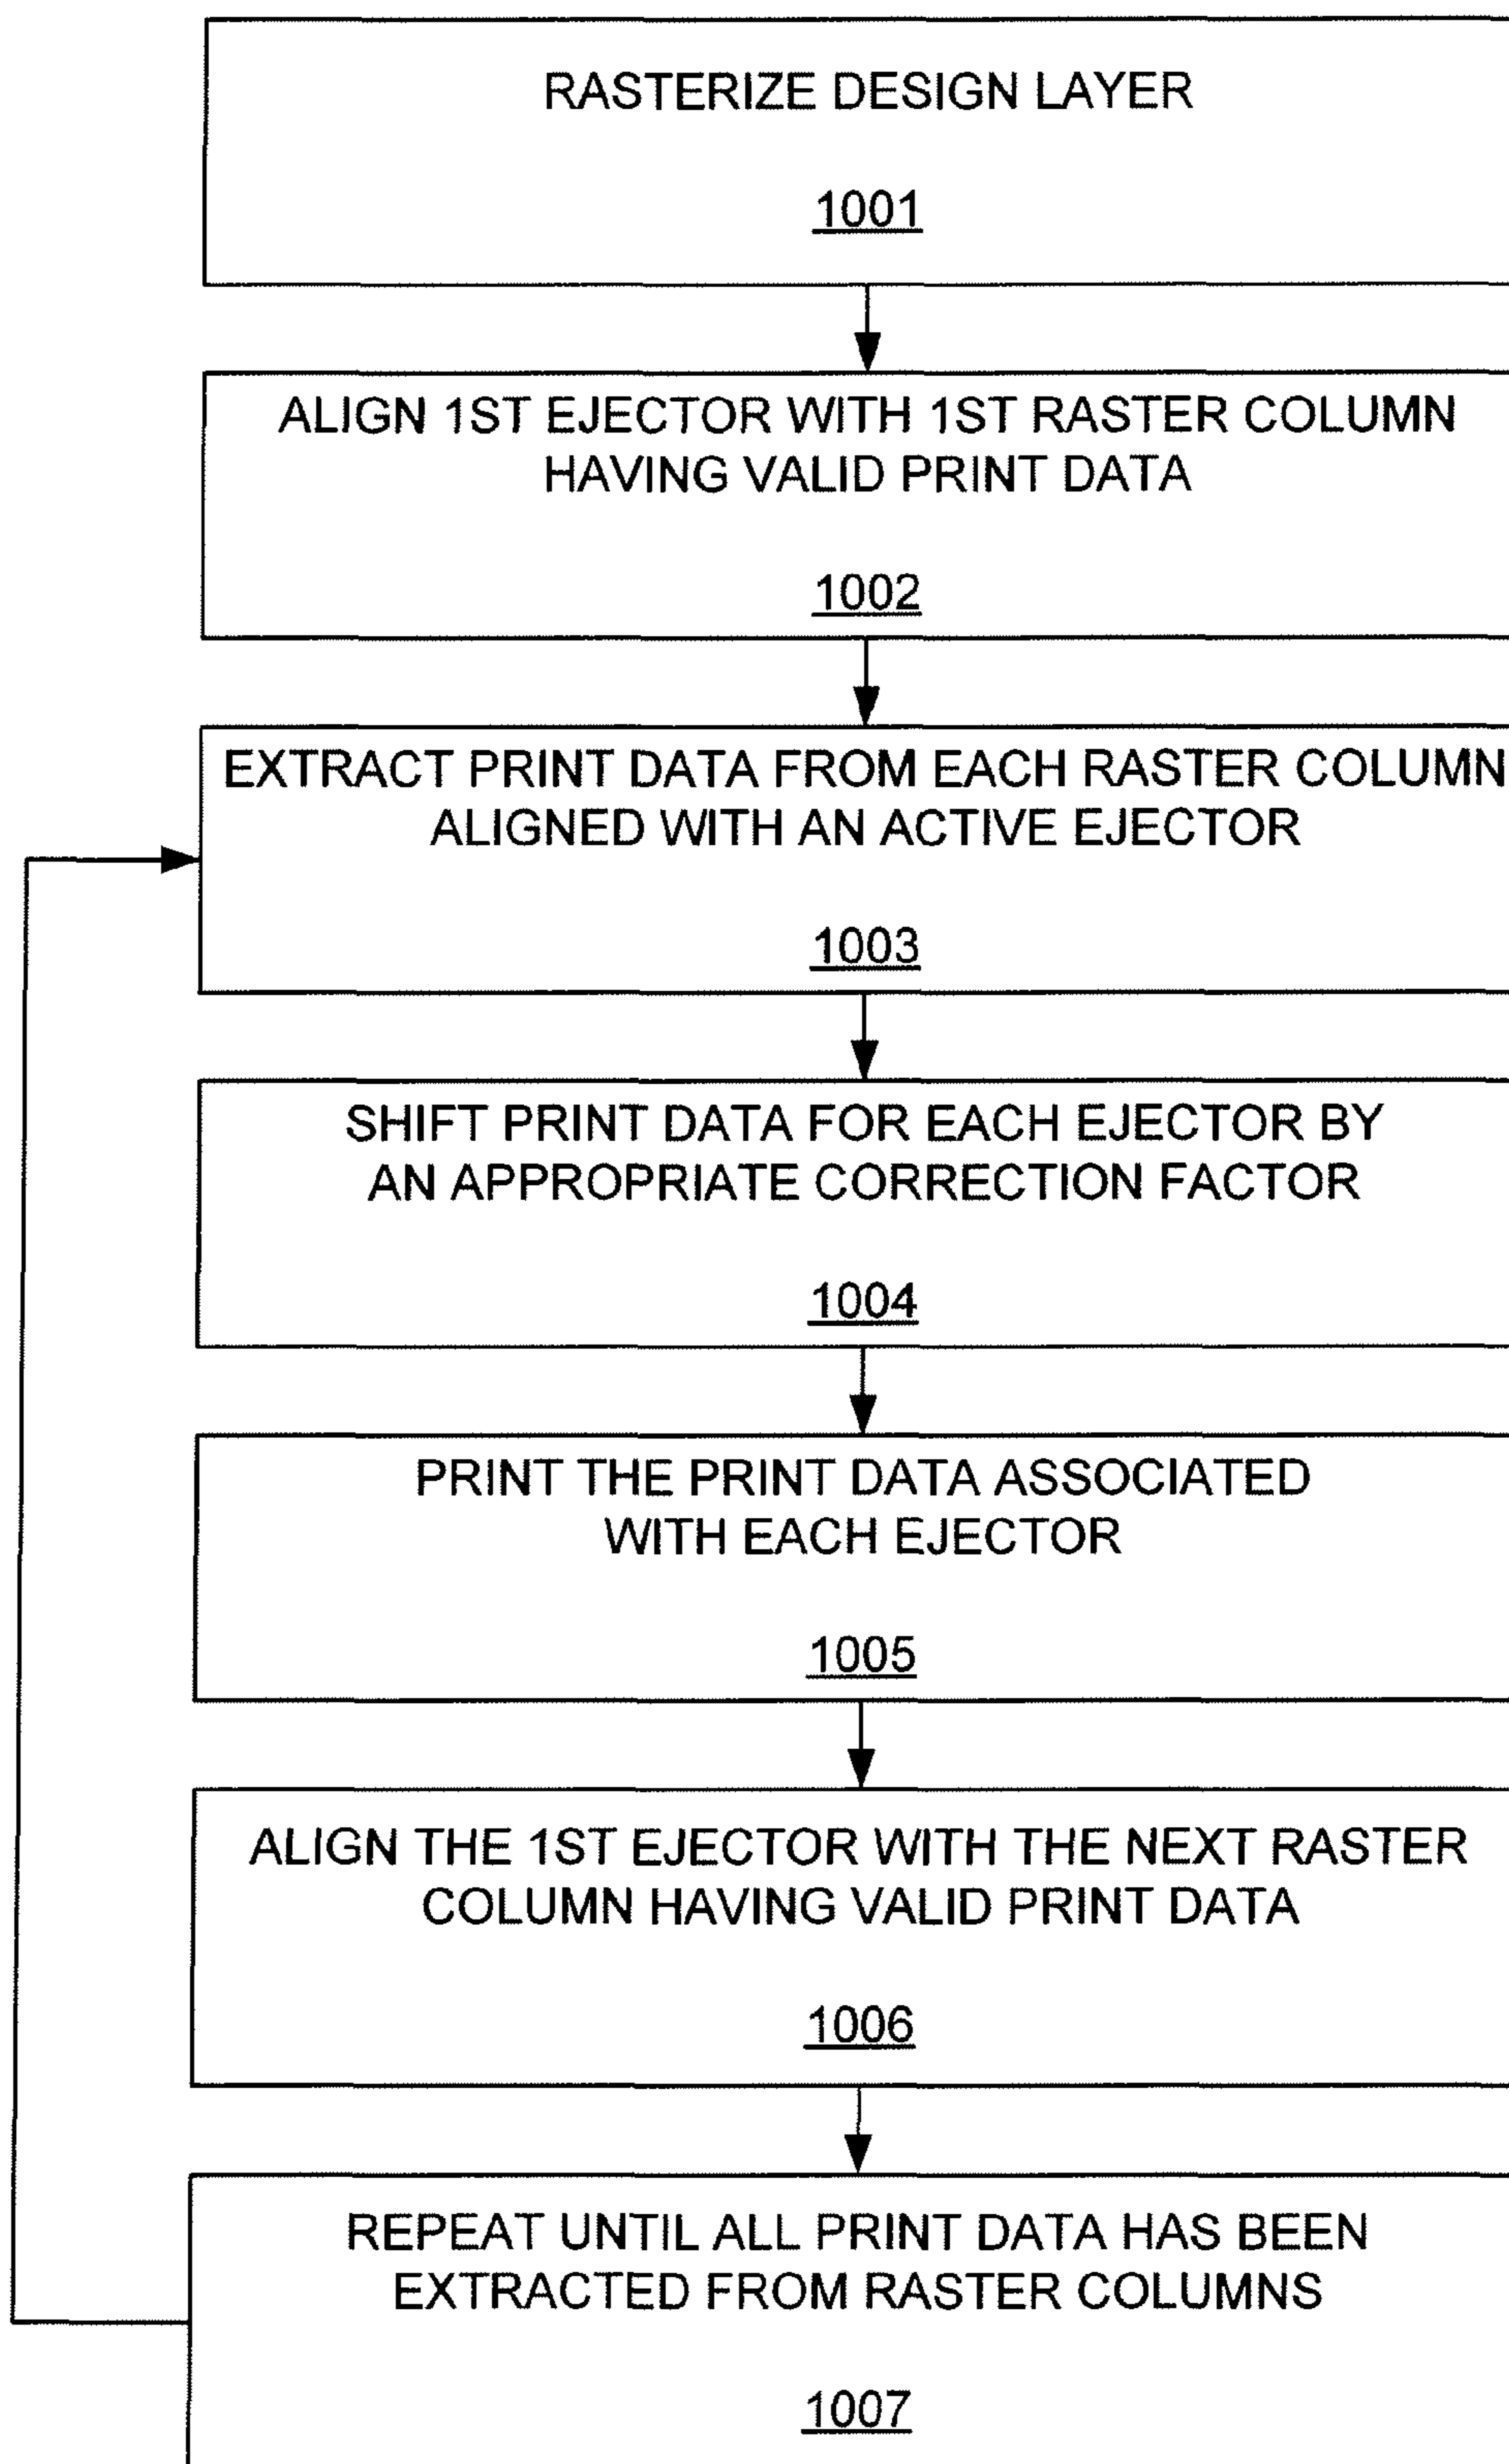 RASTERIZE DESIGN LAYER
1001
ALIGN 1ST EJECTOR WITH 1ST RASTER COLUMN
HAVING VALID PRINT DATA
1002
EXTRACT PRINT DATA FROM EACH RASTER COLUMN
ALIGNED WITH AN ACTIVE EJECTOR
1003
SHIFT PRINT DATA FOR EACH EJECTOR BY
AN APPROPRIATE CORRECTION FACTOR
1004
PRINT THE PRINT DATA ASSOCIATED
WITH EACH EJECTOR
1005
ALIGN THE 1ST EJECTOR WITH THE NEXT RASTER
COLUMN HAVING VALID PRINT DATA
1006
REPEAT UNTIL ALL PRINT DATA HAS BEEN
EXTRACTED FROM RASTER COLUMNS
1007